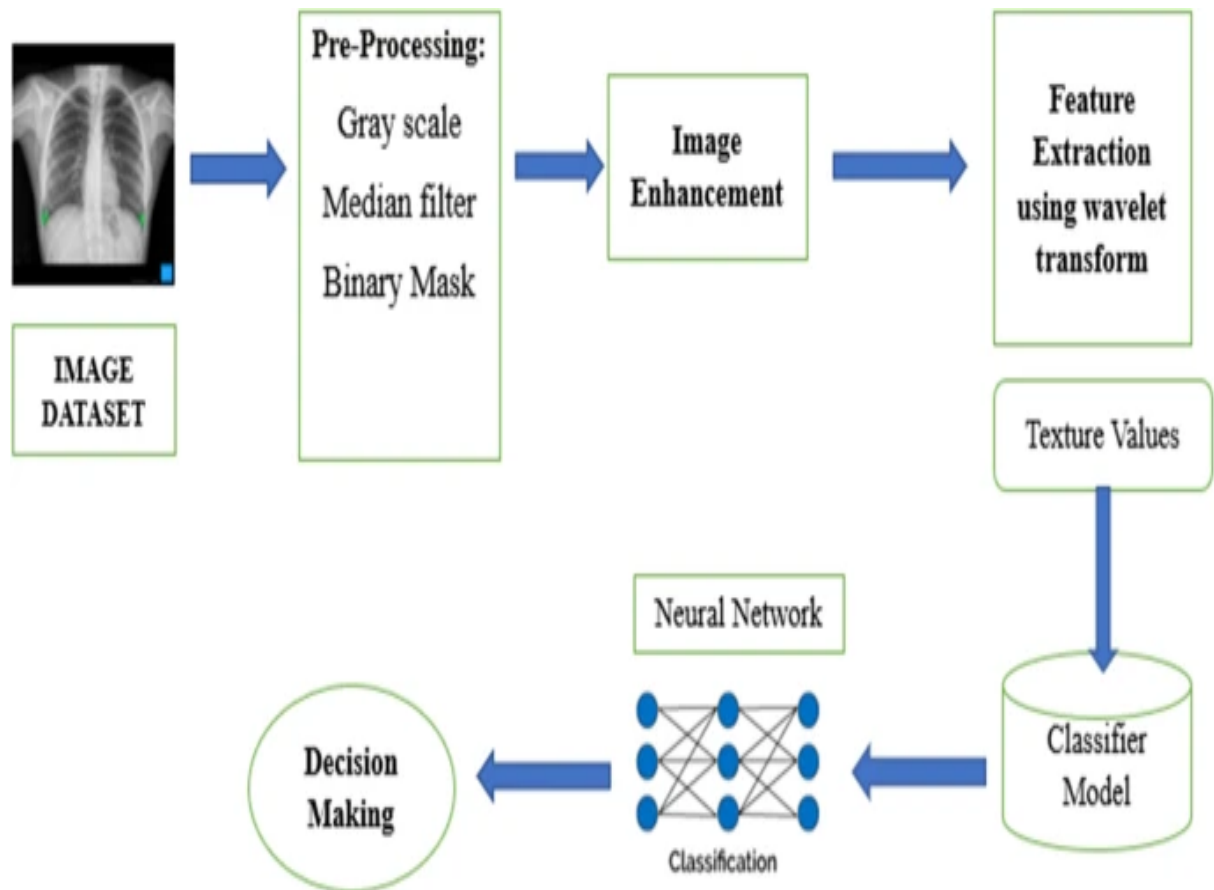 IMAGE
DATASET
Pre-Processing:
Gray scale
Median filter
Binary Mask
Image
Enhancement
Feature
Extraction
using wavelet
transform
Texture Values
Classifier
Model
Neural Network
Classification
Decision
Making